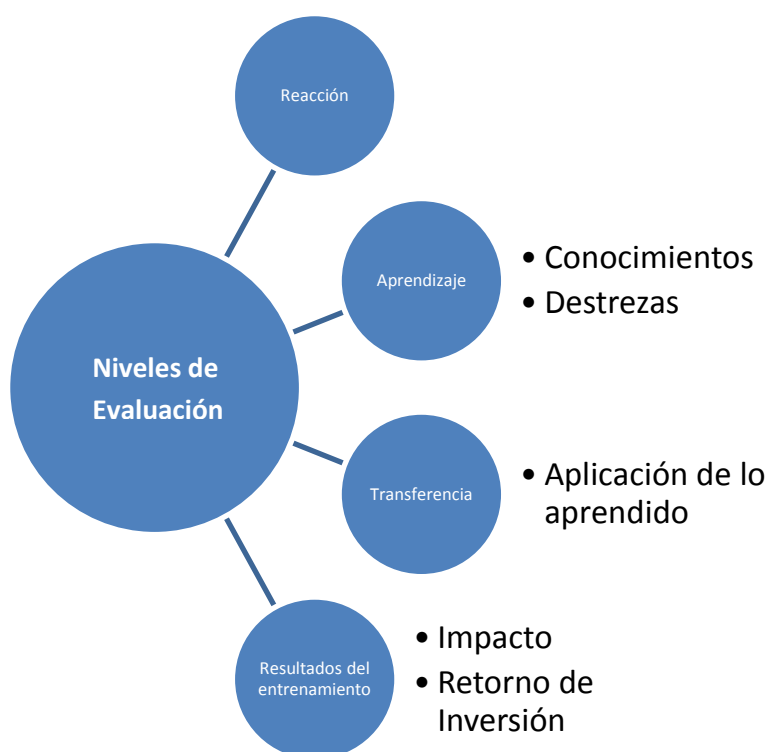 Reacción
Aprendizaje
• Conocimientos
• Destrezas
Niveles de
Evaluación
Transferencia
• Aplicación de lo
aprendido
Resultados del
entrenamiento
• Impacto
• Retorno de
Inversión